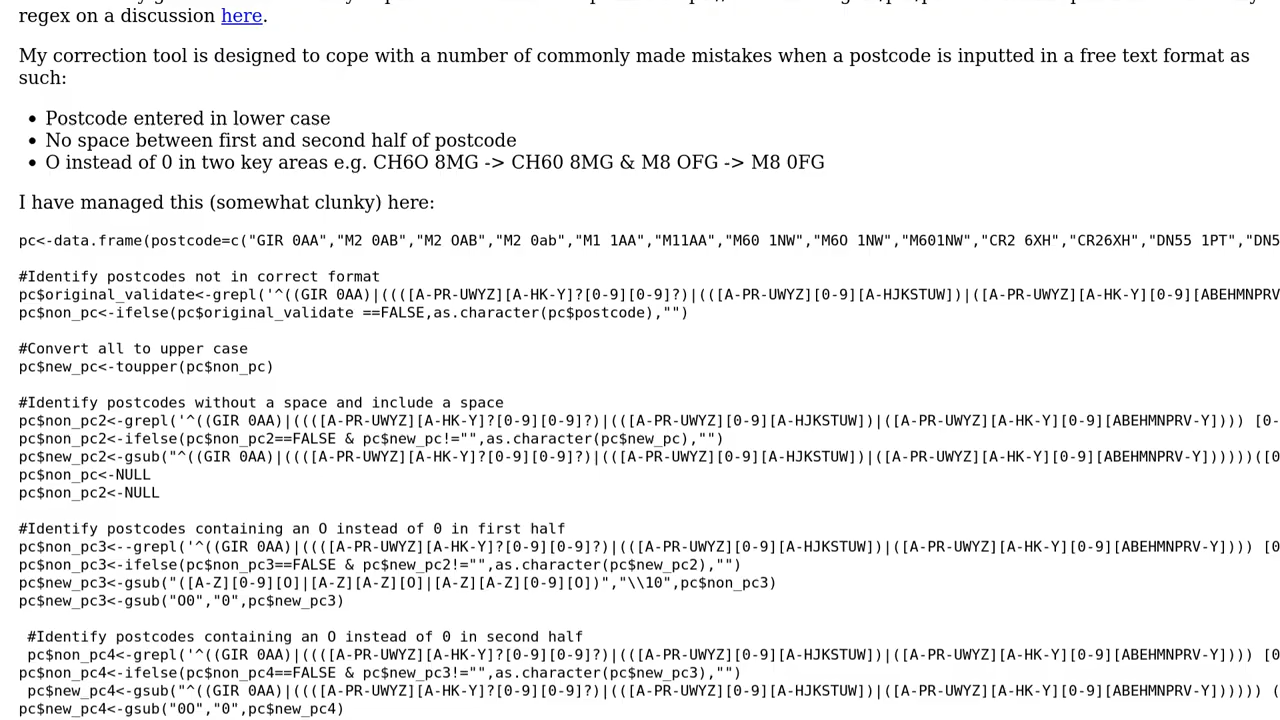 regex on a discussion here.
My correction tool is designed to cope with a number of commonly made mistakes when a postcode is inputted in a free text format as
such:
• Postcode entered in lower case
• No space between first and second half of postcode
• O instead of 0 in two key areas e.g. CH6O 8MG -> CH60 8MG & M8 OFG -> M8 0FG
I have managed this (somewhat clunky) here:
pc<-data.frame(postcode=c("GIR 0AA","M2 0AB","M2 OAB","M2 0ab","M1 1AA","M11AA","M60 1NW","M6O 1NW","M601NW","CR2 6XH","CR26XH","DN55 1PT","DN5
#Identify postcodes not in correct format
pc$original_validate<-grepl('^((GIR 0AA)|((([A-PR-UWYZ][A-HK-Y]?[0-9][0-9]?)|(([A-PR-UWYZ][0-9][A-HJKSTUW])|([A-PR-UWYZ][A-HK-Y][0-9][ABEHMNPRV
pc$non_pc<-ifelse(pc$original_validate ==FALSE,as.character(pc$postcode),"")
#Convert all to upper case
pc$new_pc<-toupper(pc$non_pc)
#Identify postcodes without a space and include a space
pc$non_pc2<-grepl('^((GIR 0AA)|((([A-PR-UWYZ][A-HK-Y]?[0-9][0-9]?)|(([A-PR-UWYZ][0-9][A-HJKSTUW])|([A-PR-UWYZ][A-HK-Y][0-9][ABEHMNPRV-Y]))) [0-
pc$non_pc2<-ifelse(pc$non_pc2==FALSE & pc$new_pc!="",as.character(pc$new_pc),"")
pc$new_pc2<-gsub("^((GIR 0AA)|((([A-PR-UWYZ][A-HK-Y]?[0-9][0-9]?)|(([A-PR-UWYZ][0-9][A-HJKSTUW])|([A-PR-UWYZ][A-HK-Y][0-9][ABEHMNPRV-Y])))))([0
pc$non_pc<-NULL
pc$non_pc2<-NULL
#Identify postcodes containing an O instead of 0 in first half
pc$non_pc3<--grepl('^((GIR 0AA)|((([A-PR-UWYZ][A-HK-Y]?[0-9][0-9]?)|(([A-PR-UWYZ][0-9][A-HJKSTUW])|([A-PR-UWYZ][A-HK-Y][0-9][ABEHMNPRV-Y]))) [0
pc$non_pc3<-ifelse(pc$non_pc3==FALSE & pc$new_pc2!="",as.character(pc$new_pc2),"")
pc$new_pc3<-gsub("([A-Z][0-9][O]|[A-Z][A-Z][O]|[A-Z][A-Z][0-9][O])","\\10",pc$non_pc3)
pc$new_pc3<-gsub("O0","0",pc$new_pc3)
#Identify postcodes containing an O instead of 0 in second half
pc$non_pc4<-grepl('^((GIR 0AA)|((([A-PR-UWYZ][A-HK-Y]?[0-9][0-9]?)|(([A-PR-UWYZ][0-9][A-HJKSTUW])|([A-PR-UWYZ][A-HK-Y][0-9][ABEHMNPRV-Y]))) [0
pc$non_pc4<-ifelse(pc$non_pc4==FALSE & pc$new_pc3!="",as.character(pc$new_pc3),"")
pc$new_pc4<-gsub("^((GIR 0AA)|((([A-PR-UWYZ][A-HK-Y]?[0-9][0-9]?)|(([A-PR-UWYZ][0-9][A-HJKSTUW])|([A-PR-UWYZ][A-HK-Y][0-9][ABEHMNPRV-Y]))))) (
pc$new_pc4<-gsub("0O","0",pc$new_pc4)